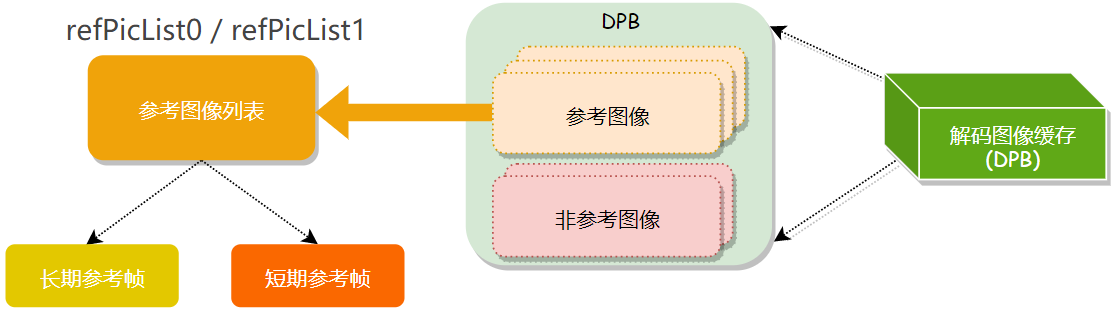 refPicList0 / refPicList1
参考图像列表
长期参考帧
短期参考帧
DPB
参考图像
非参考图像
解码图像缓存
(DPB)